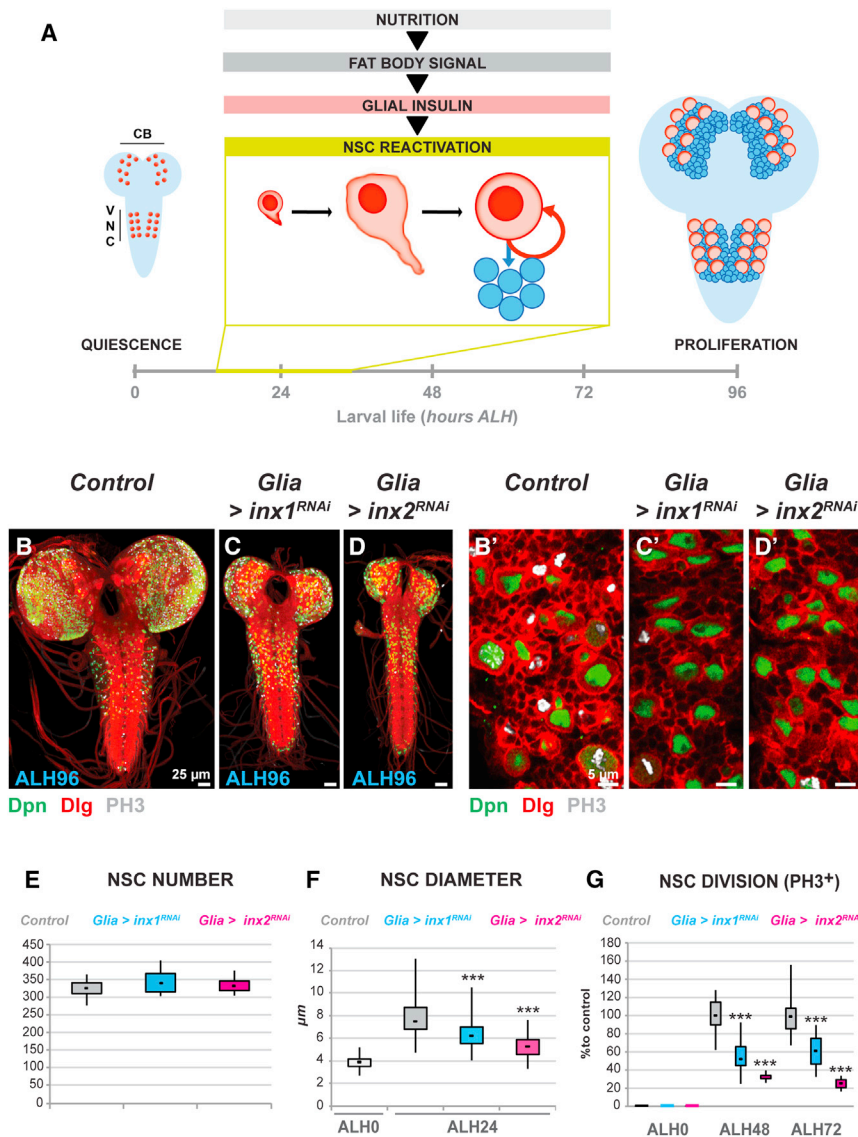 A
NUTRITION
FAT BODY SIGNAL
GLIAL INSULIN
NSC REACTIVATION
CB
V
N
C
QUIESCENCE
PROLIFERATION
0 24 48 72 96
Larval life (hours ALH)
Control
Glia > inx1RNAi
Glia > inx2RNAi
Control
Glia > inx1RNAi
Glia > inx2RNAi
B C D B' C' D'
ALH96 25 µm ALH96 ALH96 5 µm
Dpn Dlg PH3 Dpn Dlg PH3
E NSC NUMBER
Control Glia > inx1RNAi Glia > inx2RNAi
450
400
350
300
250
200
150
100
50
0
F NSC DIAMETER
Control Glia > inx1RNAi Glia > inx2RNAi
µm
14
12
10
8
6
4
2
0
***
***
ALH0 ALH24
G NSC DIVISION (PH3+)
Control Glia > inx1RNAi Glia > inx2RNAi
%to control
180
160
140
120
100
80
60
40
20
0
***
***
***
***
ALH0 ALH48 ALH72